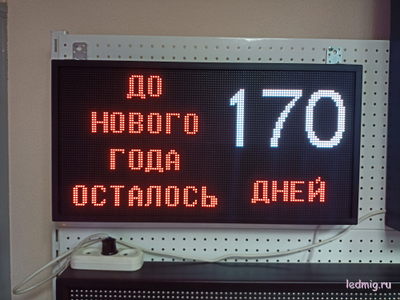 ДО
НОВОГО
ГОДА
ОСТАЛОСЬ
170
ДНЕЙ
ledmig.ru